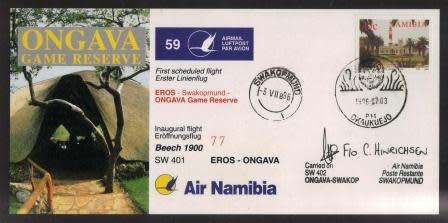 ONGAVA
GAME RESERVE
59
AIRMAIL
LUFTPOST
PAR AVION
First scheduled flight
Erster Linienflug
EROS - Swakopmund -
ONGAVA Game Reserve
Inaugural flight
Eröffnungsflug
77
Beech 1900
SW 401 EROS - ONGAVA
Air Namibia
SWAKOPMUND
NAMIBIA
OKAUKUEJO
F/O C. HINRICHSEN
Carried on
SW 402
ONGAVA-SWAKOP
Air Namibia
Poste Restante
SWAKOPMUND